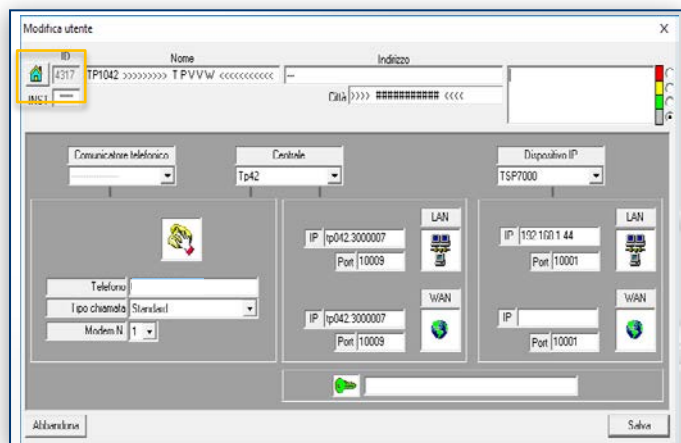 Modifica utente X
ID Nome Indirizzo
4317 TP1042 >>>>>>>>> T P V V W <<<<<<<<<<< --
INST --- Città >>>> ########### <<<<
Comunicatore telefonico Centrale Dispositivo IP
Tp42 TSP7000
LAN LAN
IP tp042.3000007 IP 192.168.1.44
Port 10009 Port 10001
Telefono
Tipo chiamata Standard
Modem N. 1
WAN WAN
IP tp042.3000007 IP
Port 10009 Port 10001
Abbandona Salva